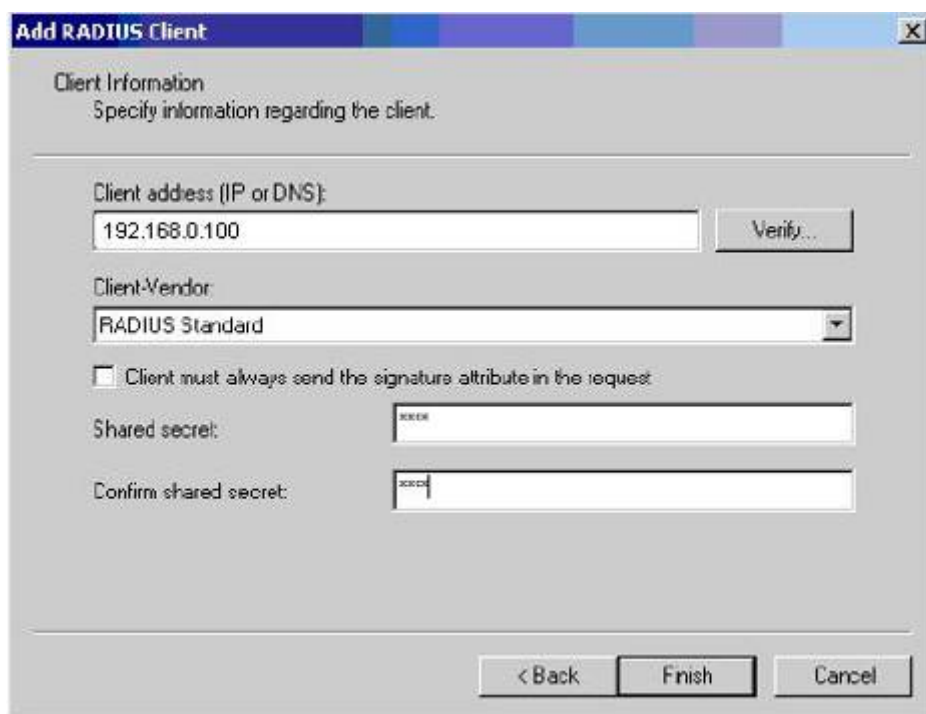 Add RADIUS Client
Client Information
Specify information regarding the client.
Client address (IP or DNS):
192.168.0.100
Verify...
Client-Vendor:
RADIUS Standard
Client must always send the signature attribute in the request
Shared secret:
xxxx
Confirm shared secret:
xxxx
< Back
Finish
Cancel